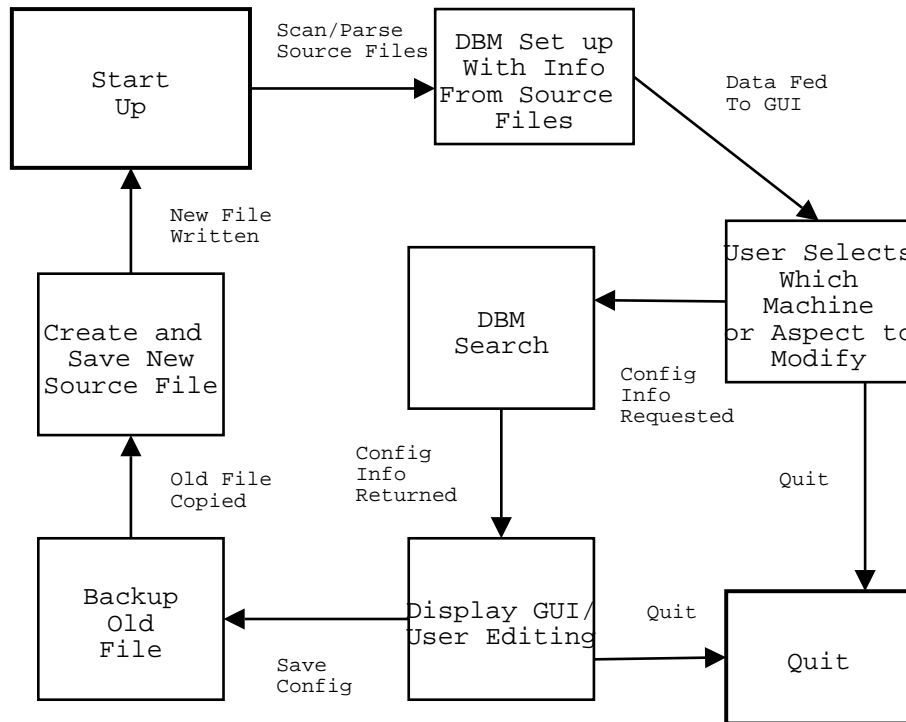 Start
Up
Scan/Parse
Source Files
DBM Set up
With Info
From Source
Files
Data Fed
To GUI
New File
Written
User Selects
Which
Machine
or Aspect to
Modify
DBM
Search
Create and
Save New
Source File
Config
Info
Requested
Config
Info
Returned
Old File
Copied
Quit
Backup
Old
File
Display GUI/
User Editing
Quit
Quit
Save
Config